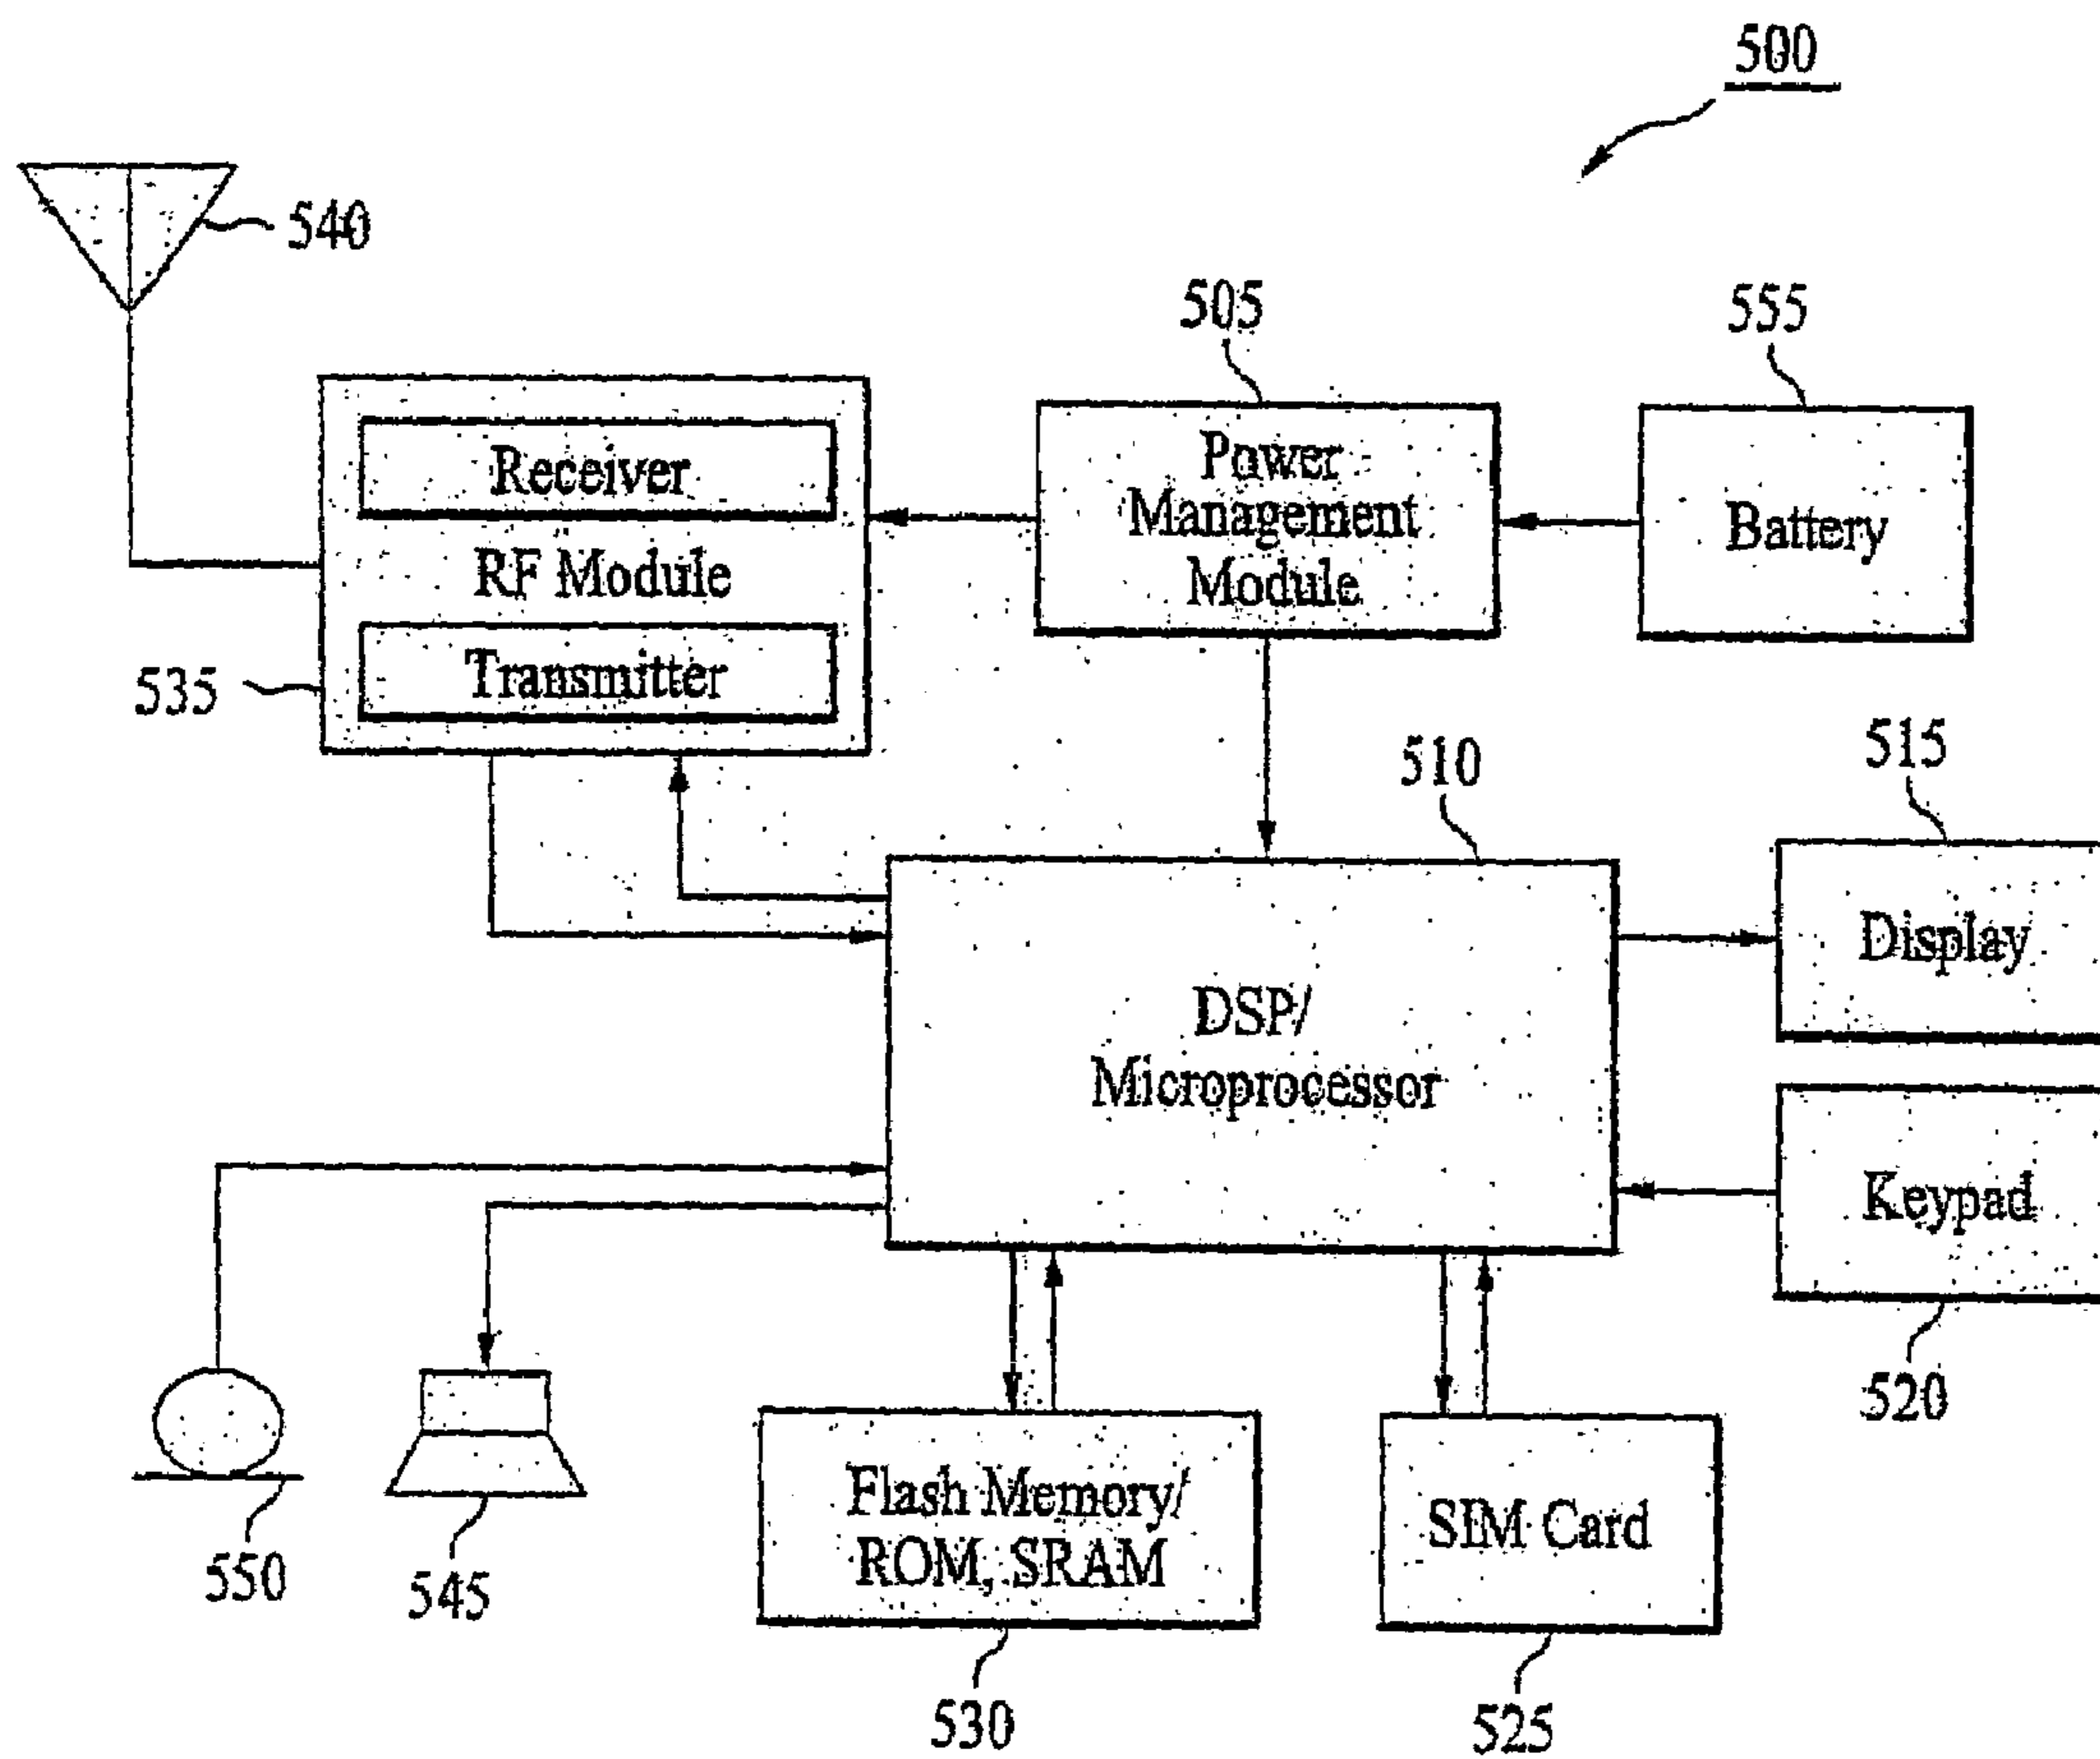 500
540
505
555
Receiver
RF Module
Transmitter
Power
Management
Module
Battery
535
510
515
DSP/
Microprocessor
Display
Keypad
520
550
545
Flash Memory/
ROM, SRAM
SIM Card
530
525